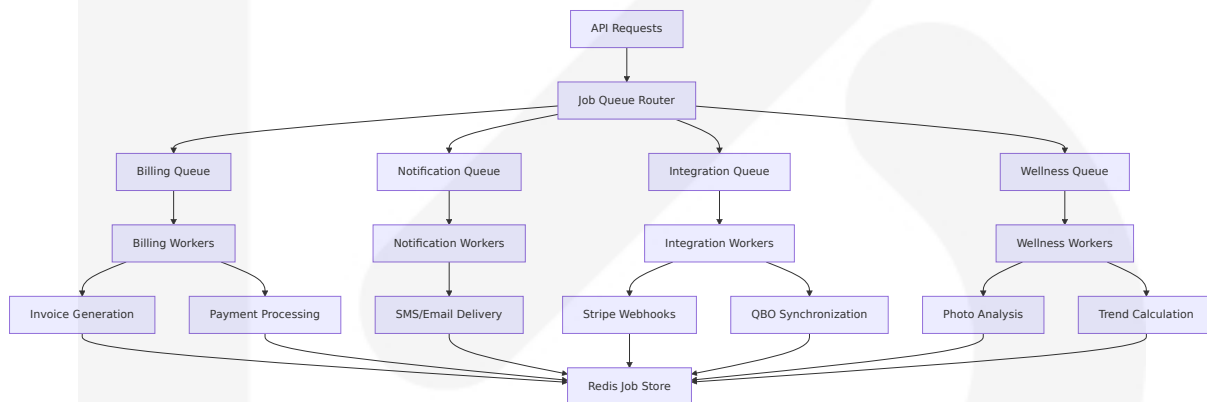 API Requests
Job Queue Router
Billing Queue
Notification Queue
Integration Queue
Wellness Queue
Billing Workers
Notification Workers
Integration Workers
Wellness Workers
Invoice Generation
Payment Processing
SMS/Email Delivery
Stripe Webhooks
QBO Synchronization
Photo Analysis
Trend Calculation
Redis Job Store